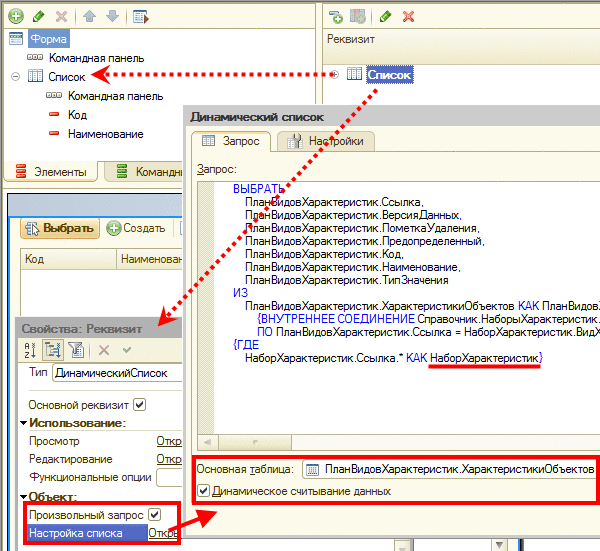 Форма
Командная панель
Список
Командная панель
Код
Наименование
Элементы
Командн
Реквизит
Список
Динамический список
Запрос
Настройки
Запрос:
ВЫБРАТЬ
ПланВидовХарактеристик.Ссылка,
ПланВидовХарактеристик.ВерсияДанных,
ПланВидовХарактеристик.ПометкаУдаления,
ПланВидовХарактеристик.Предопределенный,
ПланВидовХарактеристик.Код,
ПланВидовХарактеристик.Наименование,
ПланВидовХарактеристик.ТипЗначения
ИЗ
ПланВидовХарактеристик.ХарактеристикиОбъектов КАК ПланВидовХ
{ВНУТРЕННЕЕ СОЕДИНЕНИЕ Справочник.НаборыХарактеристик.
ПО ПланВидовХарактеристик.Ссылка = НаборХарактеристик.ВидХ
{ГДЕ
НаборХарактеристик.Ссылка.* КАК НаборХарактеристик}
Основная таблица:
ПланВидовХарактеристик.ХарактеристикиОбъектов
Динамическое считывание данных
Выбрать
Создать
Код
Наименован
Свойства: Реквизит
Тип ДинамическийСписок
Основной реквизит
Использование:
Просмотр Откр
Редактирование Откр
Функциональные опции
Объект:
Произвольный запрос
Настройка списка Откры